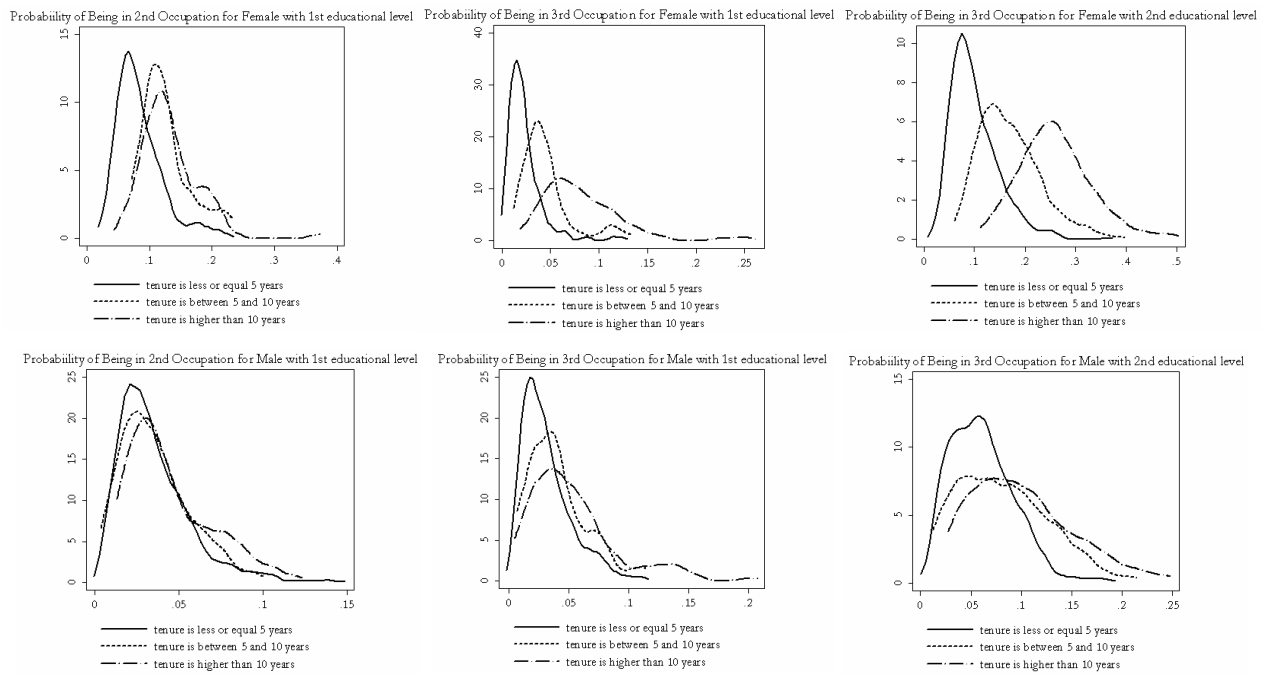 Probability of Being in 2nd Occupation for Female with 1st educational level
15
10
5
0
0 .1 .2 .3 .4
tenure is less or equal 5 years
tenure is between 5 and 10 years
tenure is higher than 10 years
Probability of Being in 3rd Occupation for Female with 1st educational level
40
30
20
10
0
0 .05 .1 .15 .2 .25
tenure is less or equal 5 years
tenure is between 5 and 10 years
tenure is higher than 10 years
Probability of Being in 3rd Occupation for Female with 2nd educational level
10
8
6
4
2
0
0 .1 .2 .3 .4 .5
tenure is less or equal 5 years
tenure is between 5 and 10 years
tenure is higher than 10 years
Probability of Being in 2nd Occupation for Male with 1st educational level
25
20
15
10
5
0
0 .05 .1 .15
tenure is less or equal 5 years
tenure is between 5 and 10 years
tenure is higher than 10 years
Probability of Being in 3rd Occupation for Male with 1st educational level
25
20
15
10
5
0
0 .05 .1 .15 .2
tenure is less or equal 5 years
tenure is between 5 and 10 years
tenure is higher than 10 years
Probability of Being in 3rd Occupation for Male with 2nd educational level
15
10
5
0
0 .05 .1 .15 .2 .25
tenure is less or equal 5 years
tenure is between 5 and 10 years
tenure is higher than 10 years